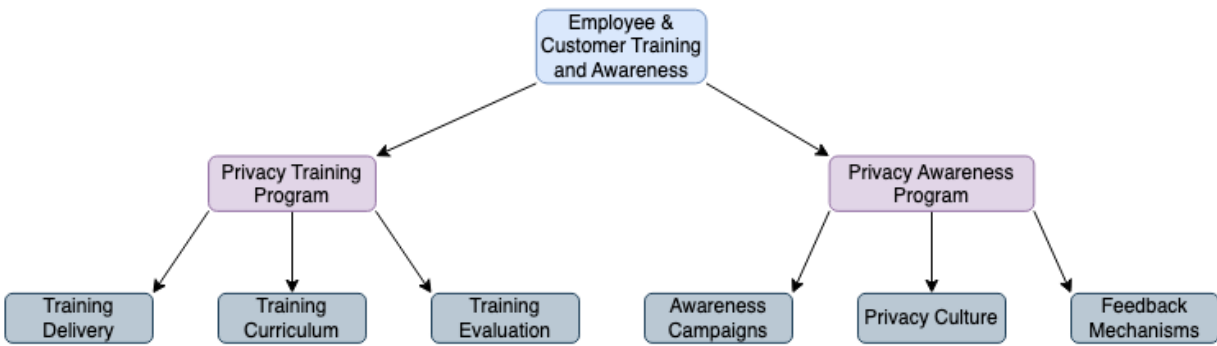 Employee &
Customer Training
and Awareness
Privacy Training
Program
Privacy Awareness
Program
Training
Delivery
Training
Curriculum
Training
Evaluation
Awareness
Campaigns
Privacy Culture
Feedback
Mechanisms